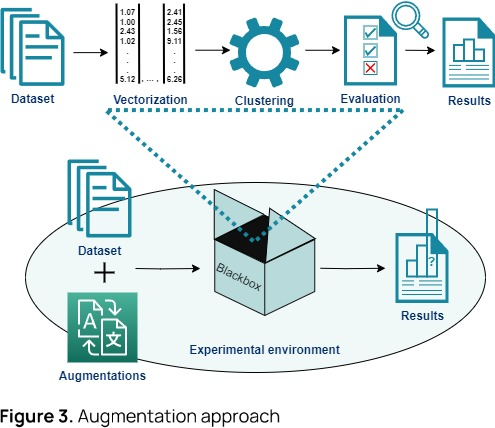 1.07 2.41
1.00 2.45
2.43 1.56
1.02 9.11
. .
. .
. .
5.12 , ... , 6.26
Dataset Vectorization Clustering Evaluation Results
Dataset
+
A 文
Augmentations
Blackbox
?
Results
Experimental environment
Figure 3. Augmentation approach